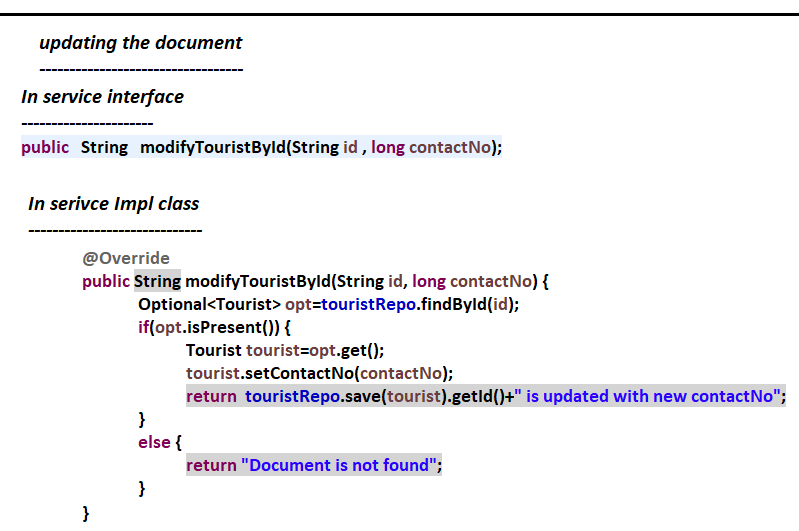 updating the document
----------------------------------
In service interface
----------------------
public String modifyTouristById(String id , long contactNo);
In serivce Impl class
-----------------------------
@Override
public String modifyTouristById(String id, long contactNo) {
Optional<Tourist> opt=touristRepo.findById(id);
if(opt.isPresent()) {
Tourist tourist=opt.get();
tourist.setContactNo(contactNo);
return touristRepo.save(tourist).getId()+" is updated with new contactNo";
}
else {
return "Document is not found";
}
}